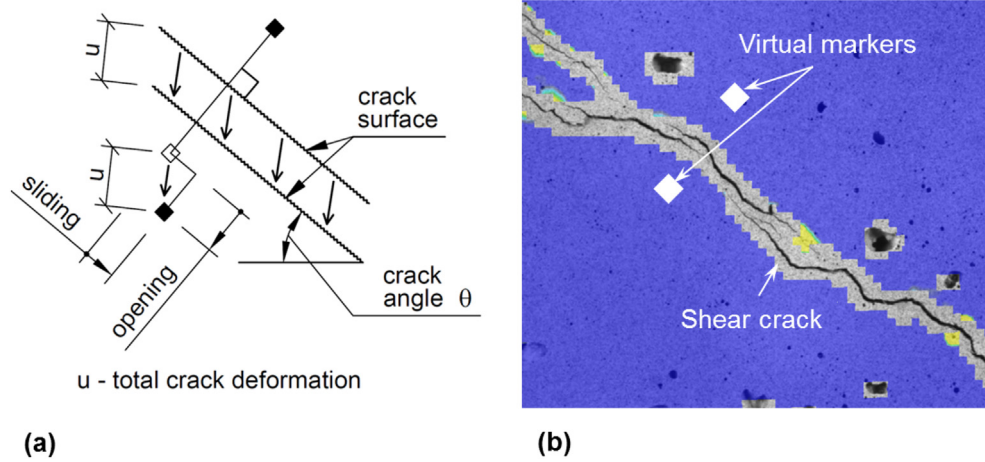 u
u
sliding
opening
crack
surface
crack
angle θ
u - total crack deformation
(a)
Virtual markers
Shear crack
(b)